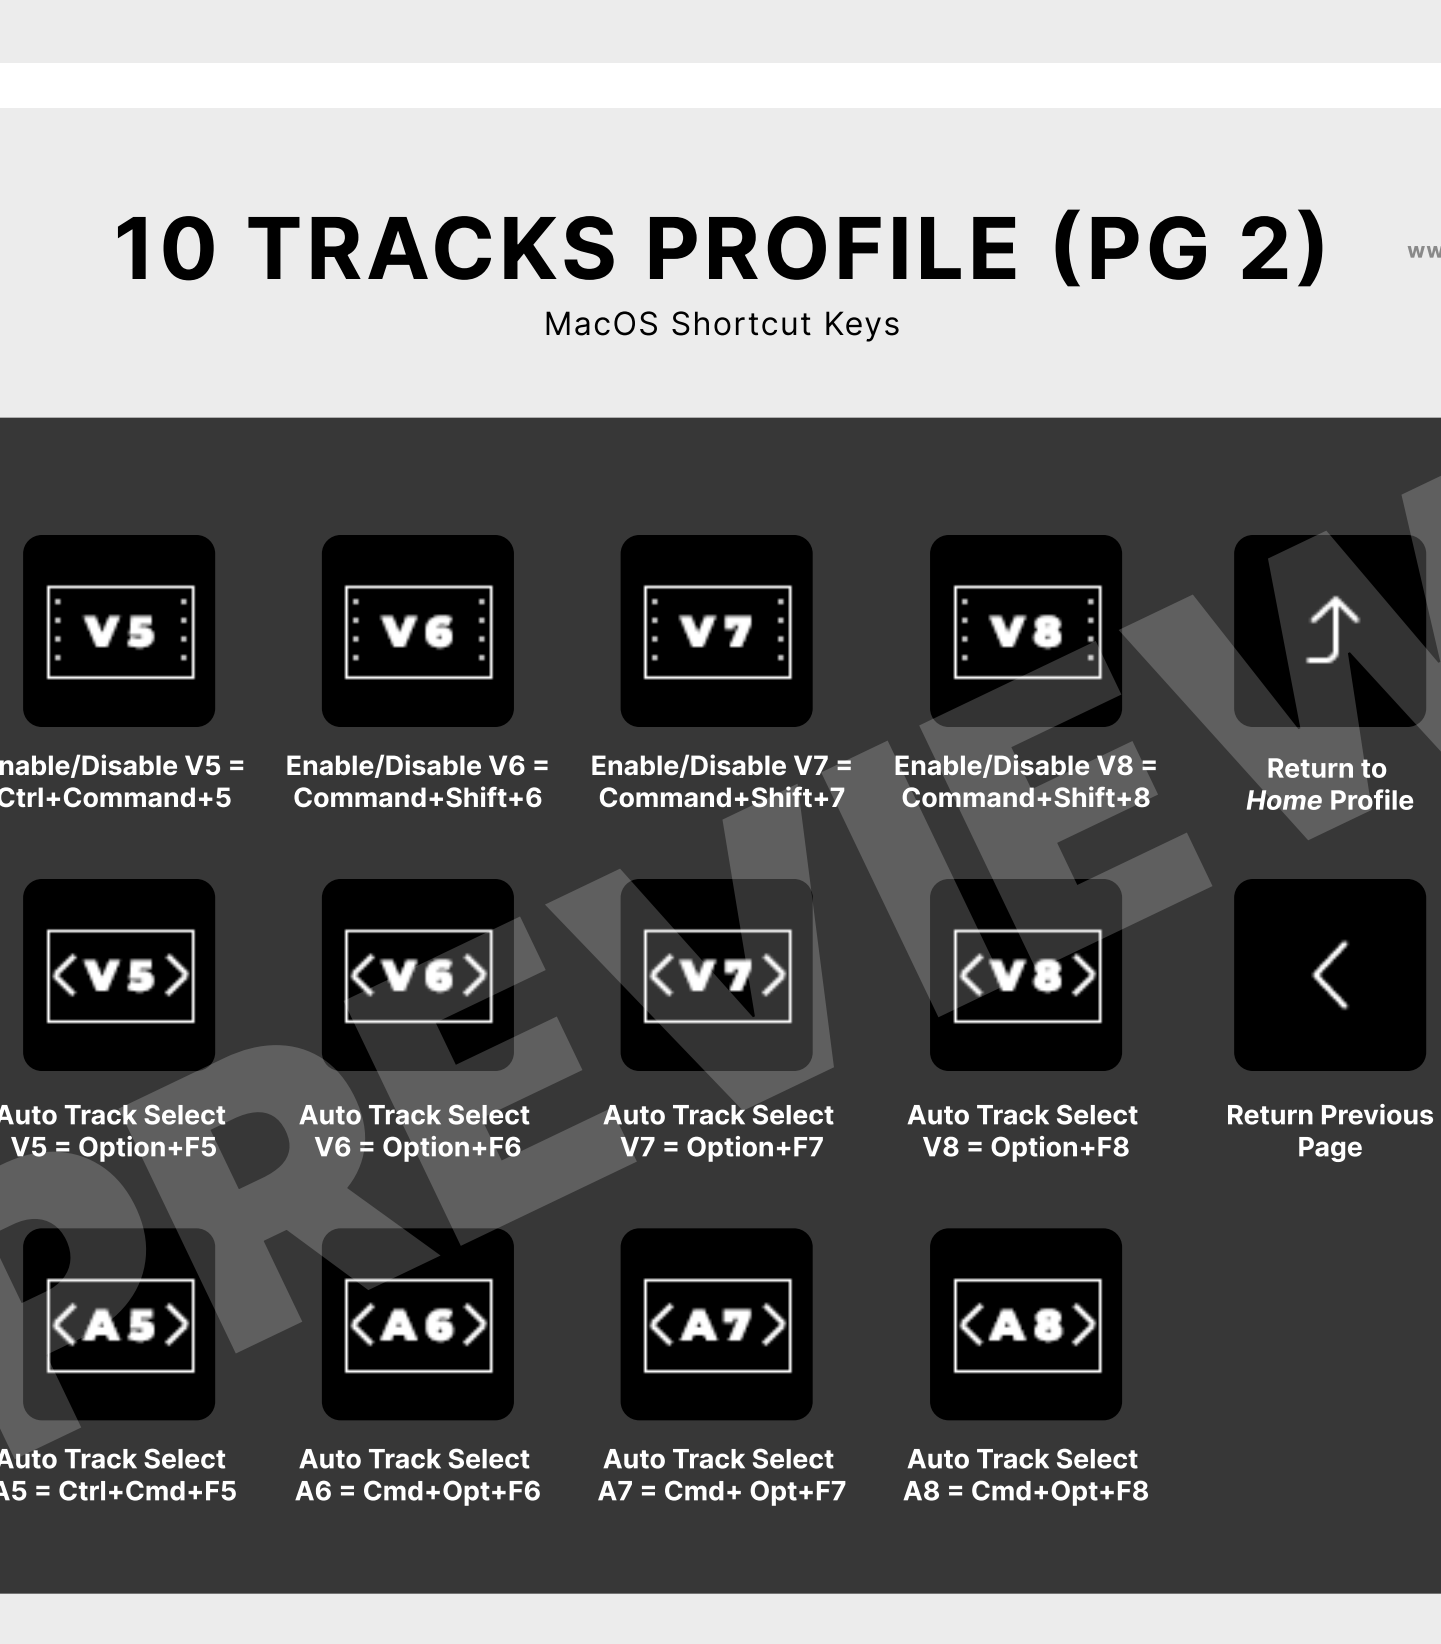 10 TRACKS PROFILE (PG 2)
ww
MacOS Shortcut Keys
V5 V6 V7 V8
nable/Disable V5 = Enable/Disable V6 = Enable/Disable V7 = Enable/Disable V8 = Return to
Ctrl+Command+5 Command+Shift+6 Command+Shift+7 Command+Shift+8 Home Profile
<V5> <V6> <V7> <V8> <
Auto Track Select Auto Track Select Auto Track Select Auto Track Select Return Previous
V5 = Option+F5 V6 = Option+F6 V7 = Option+F7 V8 = Option+F8 Page
<A5> <A6> <A7> <A8>
Auto Track Select Auto Track Select Auto Track Select Auto Track Select
A5 = Ctrl+Cmd+F5 A6 = Cmd+Opt+F6 A7 = Cmd+ Opt+F7 A8 = Cmd+Opt+F8
PREVIEW